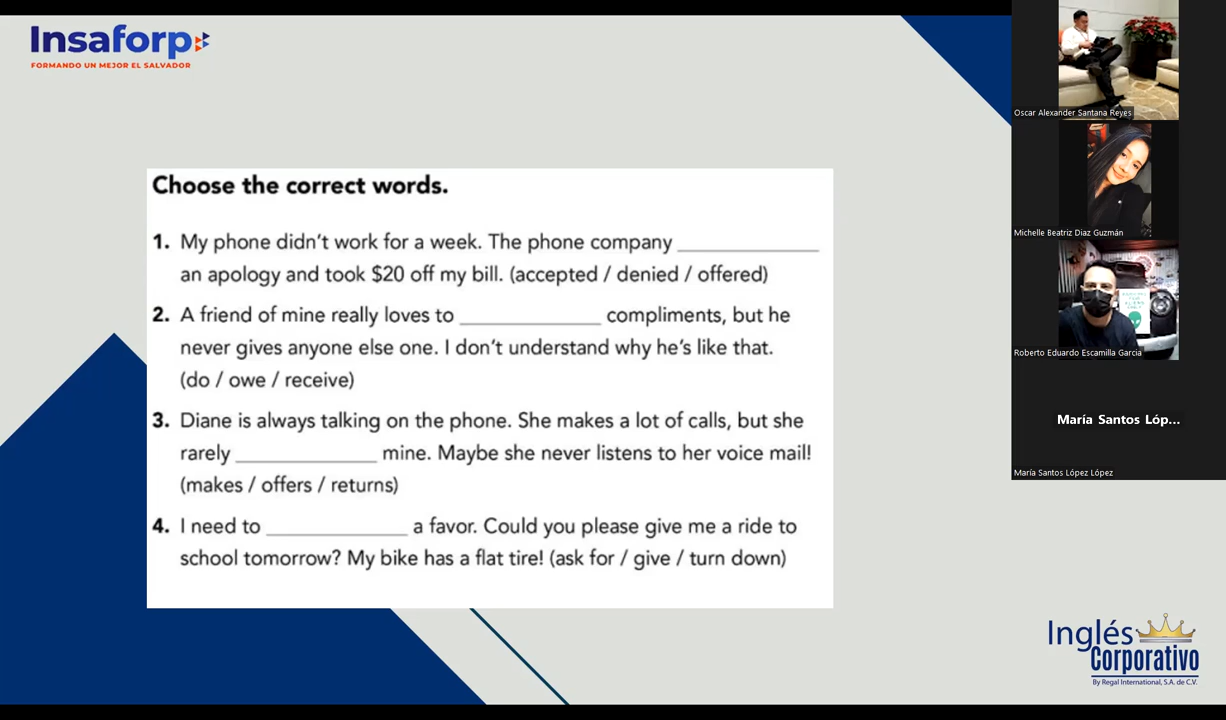 Insaforp
FORMANDO UN MEJOR EL SALVADOR
Choose the correct words.
1. My phone didn't work for a week. The phone company ____________
an apology and took $20 off my bill. (accepted / denied / offered)
2. A friend of mine really loves to ____________ compliments, but he
never gives anyone else one. I don't understand why he's like that.
(do / owe / receive)
3. Diane is always talking on the phone. She makes a lot of calls, but she
rarely ____________ mine. Maybe she never listens to her voice mail!
(makes / offers / returns)
4. I need to ____________ a favor. Could you please give me a ride to
school tomorrow? My bike has a flat tire! (ask for / give / turn down)
Oscar Alexander Santana Reyes
Michelle Beatriz Diaz Guzmán
Roberto Eduardo Escamilla Garcia
María Santos Lóp...
María Santos López López
Inglés
Corporativo
By Regal International, S.A. de C.V.